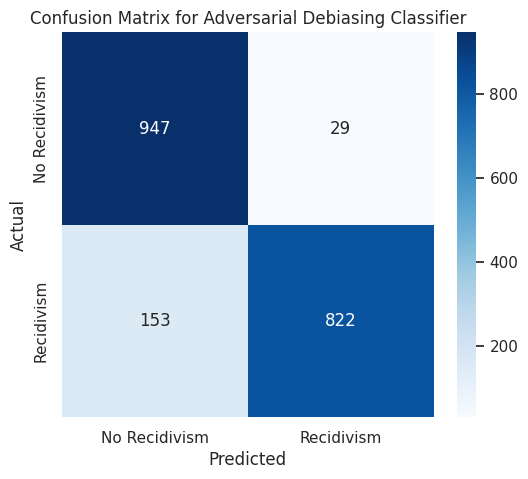 Confusion Matrix for Adversarial Debiasing Classifier
No Recidivism
947
29
Recidivism
153
822
Actual
No Recidivism
Recidivism
Predicted
800
600
400
200